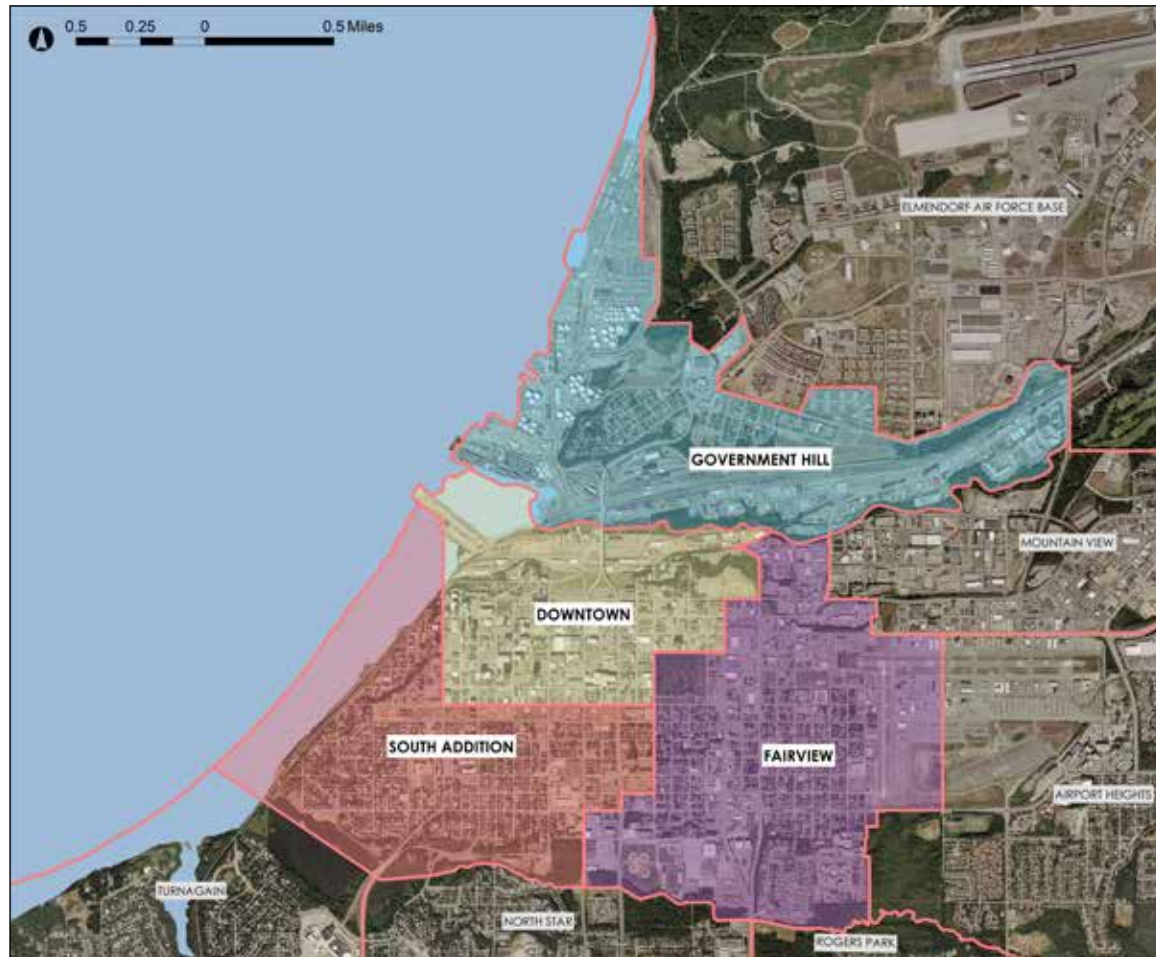 0.5 0.25 0 0.5 Miles
ELMENDORF AIR FORCE BASE
GOVERNMENT HILL
MOUNTAIN VIEW
DOWNTOWN
SOUTH ADDITION
FAIRVIEW
AIRPORT HEIGHTS
TURNAGAIN
NORTH STAR
ROGERS PARK